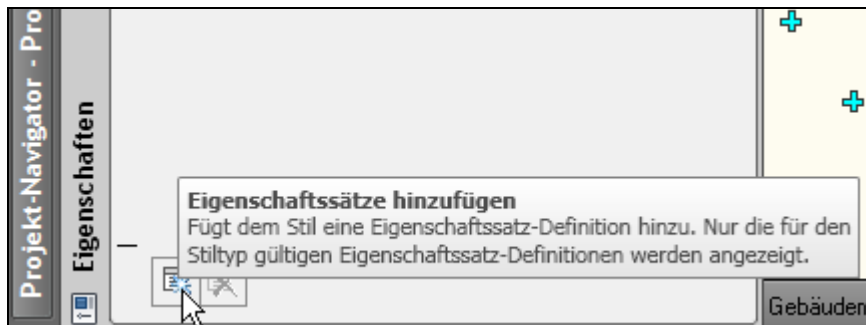 Projekt-Navigator - Pro
Eigenschaften
Eigenschaftssätze hinzufügen
Fügt dem Stil eine Eigenschaftssatz-Definition hinzu. Nur die für den
Stiltyp gültigen Eigenschaftssatz-Definitionen werden angezeigt.
Gebäuden